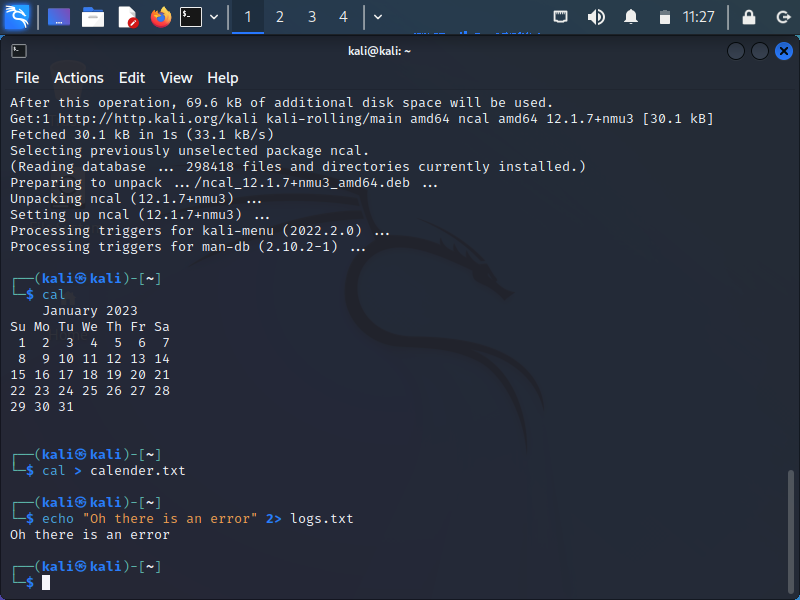 1 2 3 4 11:27
kali@kali: ~
File Actions Edit View Help
After this operation, 69.6 kB of additional disk space will be used.
Get:1 http://http.kali.org/kali kali-rolling/main amd64 ncal amd64 12.1.7+nmu3 [30.1 kB]
Fetched 30.1 kB in 1s (33.1 kB/s)
Selecting previously unselected package ncal.
(Reading database ... 298418 files and directories currently installed.)
Preparing to unpack .../ncal_12.1.7+nmu3_amd64.deb ...
Unpacking ncal (12.1.7+nmu3) ...
Setting up ncal (12.1.7+nmu3) ...
Processing triggers for kali-menu (2022.2.0) ...
Processing triggers for man-db (2.10.2-1) ...
┌──(kali㉿kali)-[~]
└─$ cal
January 2023
Su Mo Tu We Th Fr Sa
1 2 3 4 5 6 7
8 9 10 11 12 13 14
15 16 17 18 19 20 21
22 23 24 25 26 27 28
29 30 31
┌──(kali㉿kali)-[~]
└─$ cal > calender.txt
┌──(kali㉿kali)-[~]
└─$ echo "Oh there is an error" 2> logs.txt
Oh there is an error
┌──(kali㉿kali)-[~]
└─$